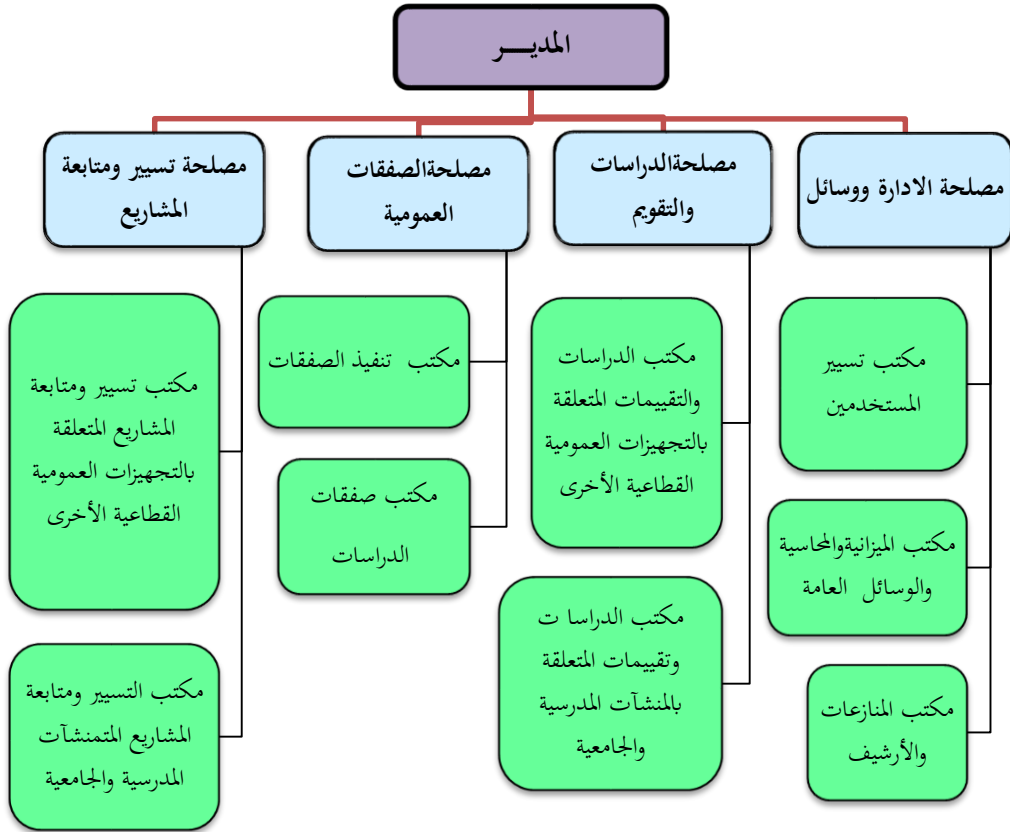 المديـــــر
مصلحة الادارة ووسائل
مصلحةالدراسات
والتقويم
مصلحةالصفقات
العمومية
مصلحة تسيير ومتابعة
المشاريع
مكتب تسيير
المستخدمين
مكتب الميزانيةوالمحاسية
والوسائل العامة
مكتب المنازعات
والأرشيف
مكتب الدراسات
والتقييمات المتعلقة
بالتجهيزات العمومية
القطاعية الأخرى
مكتب الدراسا ت
وتقييمات المتعلقة
بالمنشآت المدرسية
والجامعية
مكتب تنفيذ الصفقات
مكتب صفقات
الدراسات
مكتب تسيير ومتابعة
المشاريع المتعلقة
بالتجهيزات العمومية
القطاعية الأخرى
مكتب التسيير ومتابعة
المشاريع المتمنشآت
المدرسية والجامعية